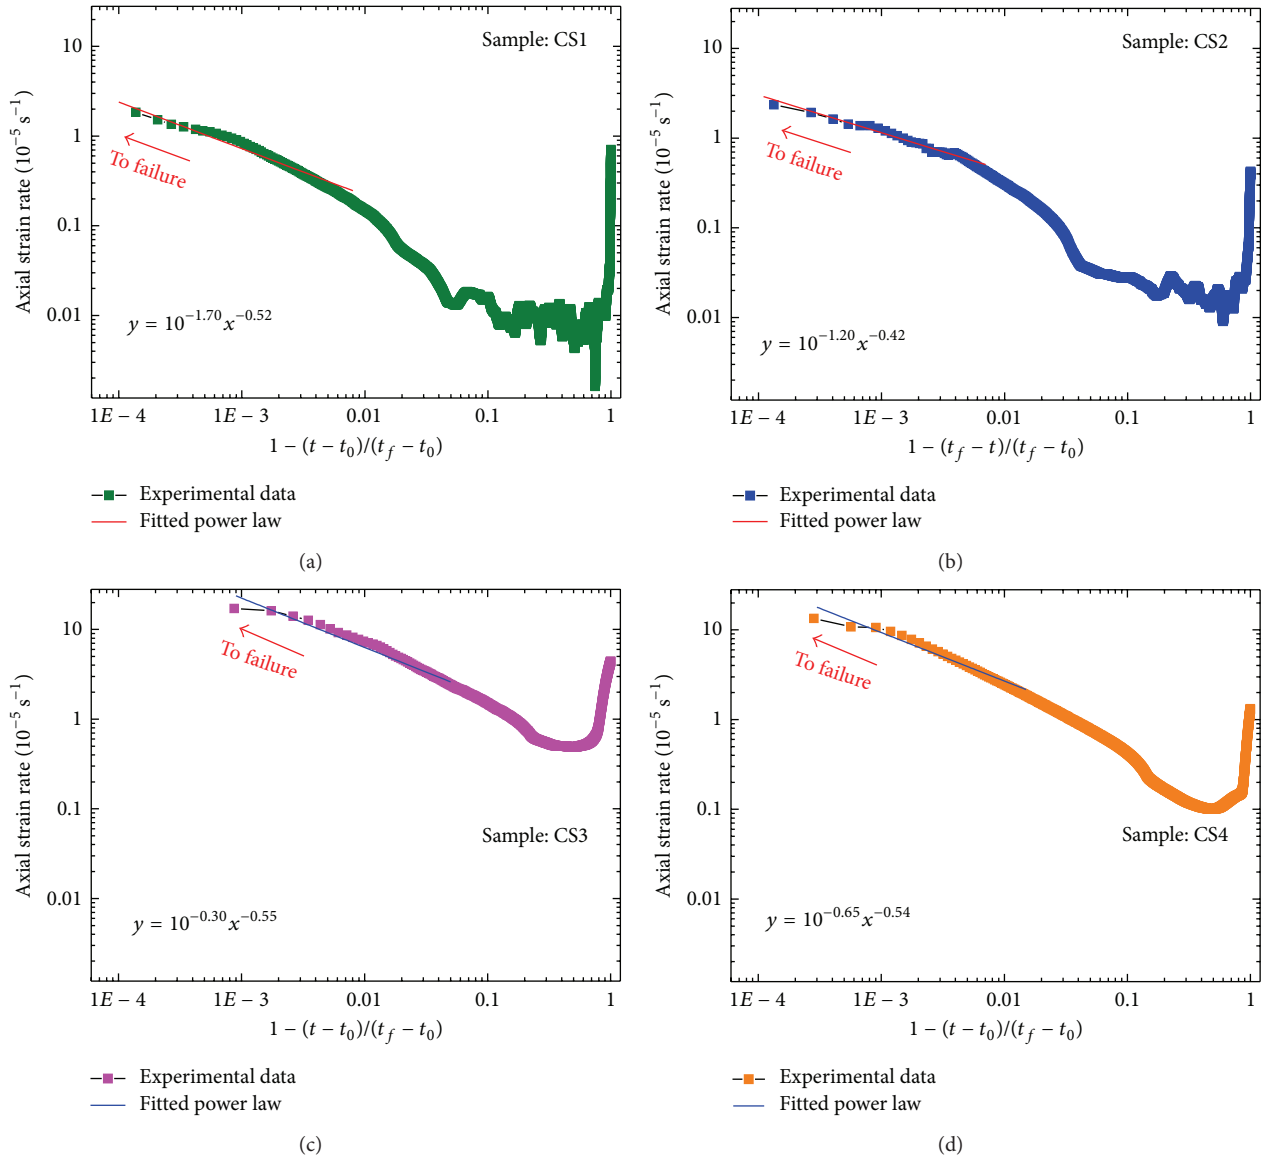 Sample: CS1
Axial strain rate (10⁻⁵ s⁻¹)
10
1
0.1
0.01
To failure
y = 10^−1.70 x^−0.52
1E − 4 1E − 3 0.01 0.1 1
1 − (t − t₀)/(t_f − t₀)
Experimental data
Fitted power law
(a)
Sample: CS2
Axial strain rate (10⁻⁵ s⁻¹)
10
1
0.1
0.01
To failure
y = 10^−1.20 x^−0.42
1E − 4 1E − 3 0.01 0.1 1
1 − (t_f − t)/(t_f − t₀)
Experimental data
Fitted power law
(b)
Axial strain rate (10⁻⁵ s⁻¹)
10
1
0.1
0.01
To failure
Sample: CS3
y = 10^−0.30 x^−0.55
1E − 4 1E − 3 0.01 0.1 1
1 − (t − t₀)/(t_f − t₀)
Experimental data
Fitted power law
(c)
Axial strain rate (10⁻⁵ s⁻¹)
10
1
0.1
0.01
To failure
Sample: CS4
y = 10^−0.65 x^−0.54
1E − 4 1E − 3 0.01 0.1 1
1 − (t − t₀)/(t_f − t₀)
Experimental data
Fitted power law
(d)